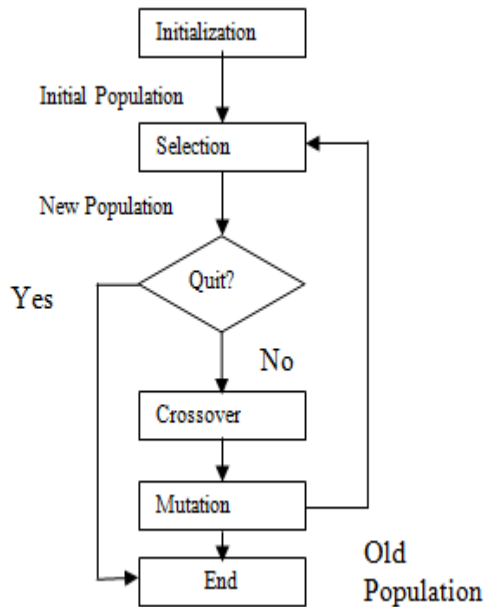 Initialization
Initial Population
Selection
New Population
Quit?
Yes
No
Crossover
Mutation
End
Old
Population